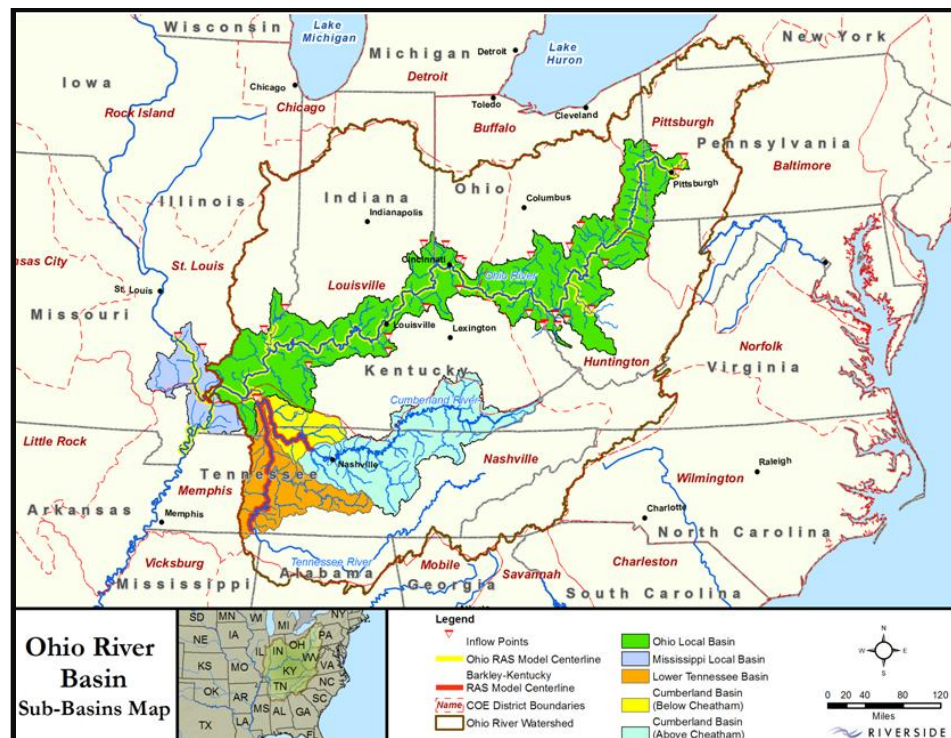 Wisconsin
Lake
Michigan
Michigan
Detroit
Lake
Huron
New York
Iowa
Detroit
Chicago
Toledo
Rock Island
Chicago
Cleveland
Buffalo
Pittsburgh
Pennsylvania
Baltimore
Illinois
Indiana
Ohio
Pittsburgh
Indianapolis
Columbus
nsas City
St. Louis
Cincinnati
Ohio River
St. Louis
Louisville
Missouri
Louisville
Lexington
Norfolk
Kentucky
Huntington
Virginia
Cumberland River
Little Rock
Nashville
Nashville
Raleigh
Tennessee
Memphis
Wilmington
Arkansas
Memphis
Charlotte
North Carolina
Vicksburg
Tennessee River
Mobile
Charleston
Mississippi
Alabama
Georgia
Savannah
South Carolina
Ohio River
Basin
Sub-Basins Map
SD
MN
WI
MI
NY
NE
IA
PA
IL
IN
OH
KS
MO
WV
VA
KY
OK
AR
TN
NC
SC
MS
AL
GA
TX
LA
Legend
Inflow Points
Ohio RAS Model Centerline
Barkley-Kentucky
RAS Model Centerline
Name
COE District Boundaries
Ohio River Watershed
Ohio Local Basin
Mississippi Local Basin
Lower Tennessee Basin
Cumberland Basin
(Below Cheatham)
Cumberland Basin
(Above Cheatham)
N
W
E
S
0 20 40 80 120
Miles
RIVERSIDE